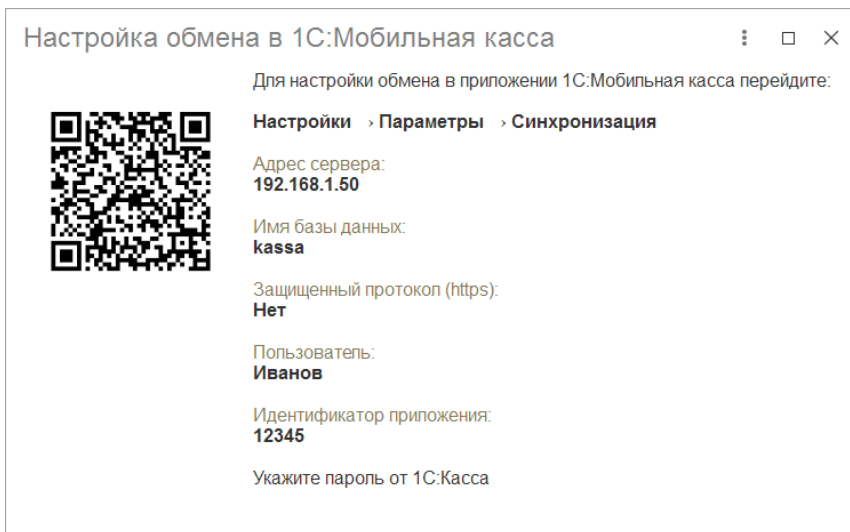 Настройка обмена в 1С:Мобильная касса
Для настройки обмена в приложении 1С:Мобильная касса перейдите:
Настройки › Параметры › Синхронизация
Адрес сервера:
192.168.1.50
Имя базы данных:
kassa
Защищенный протокол (https):
Нет
Пользователь:
Иванов
Идентификатор приложения:
12345
Укажите пароль от 1С:Касса